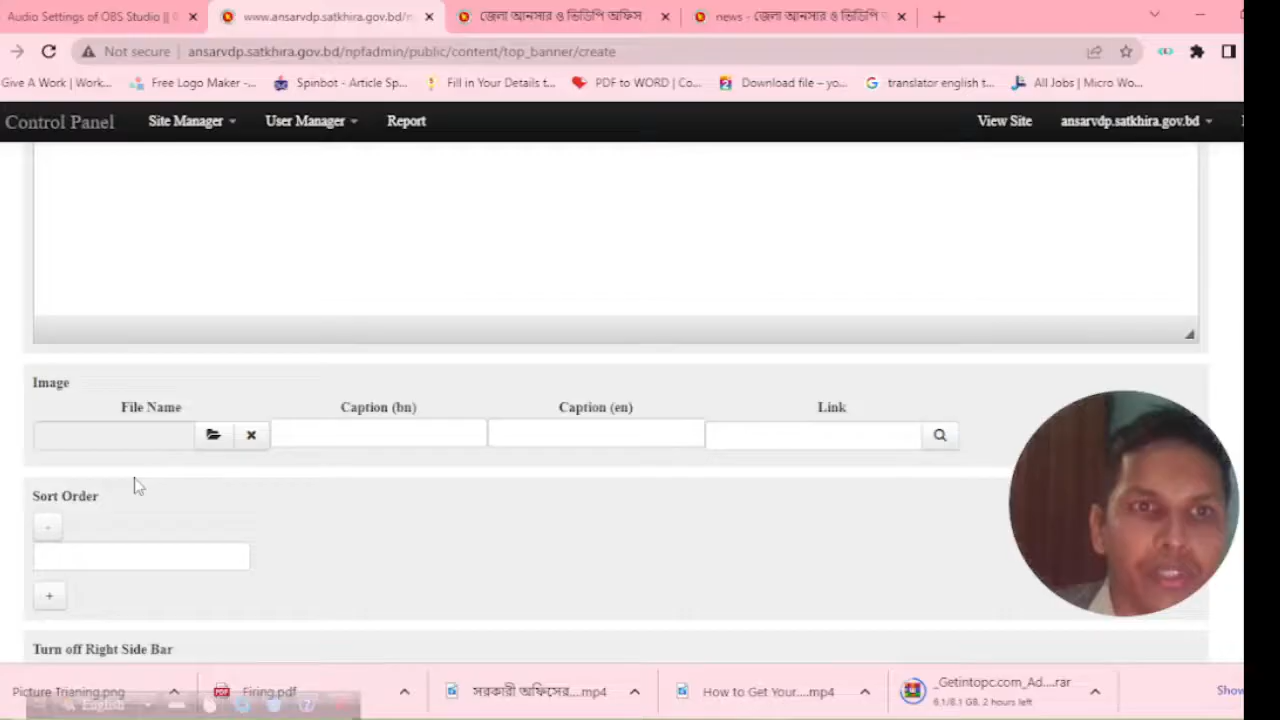 Audio Settings of OBS Studio ||
www.ansarvdp.satkhira.gov.bd/n
জেলা আনসার ও ভিডিপি অফিস
news - জেলা আনসার ও ভিডিপি
Not secure
ansarvdp.satkhira.gov.bd/npfadmin/public/content/top_banner/create
Give A Work | Work...
Free Logo Maker -...
Spinbot - Article Sp...
Fill in Your Details t...
PDF to WORD | Co...
Download file – yo...
translator english t...
All Jobs | Micro Wo...
Control Panel
Site Manager
User Manager
Report
View Site
ansarvdp.satkhira.gov.bd
Image
File Name
Caption (bn)
Caption (en)
Link
Sort Order
-
+
Turn off Right Side Bar
Picture Trianing.png
Firing.pdf
সরকারী অফিসের....mp4
How to Get Your....mp4
_Getintopc.com_Ad....rar
6.1/8.1 GB, 2 hours left
Show
English